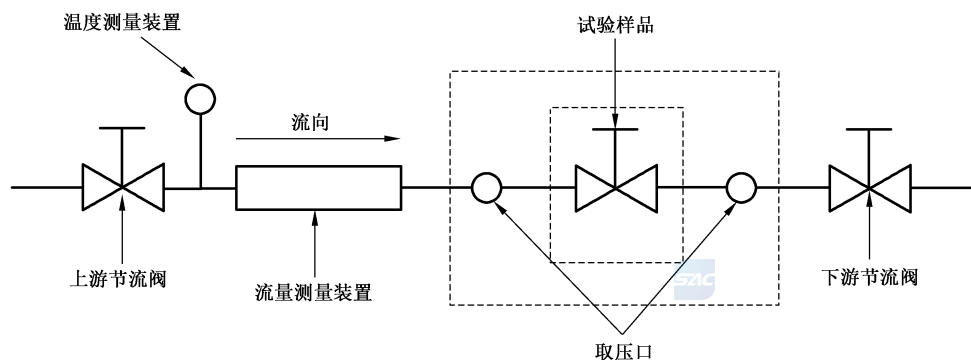 温度测量装置
试验样品
流向
上游节流阀
流量测量装置
SAC
下游节流阀
取压口